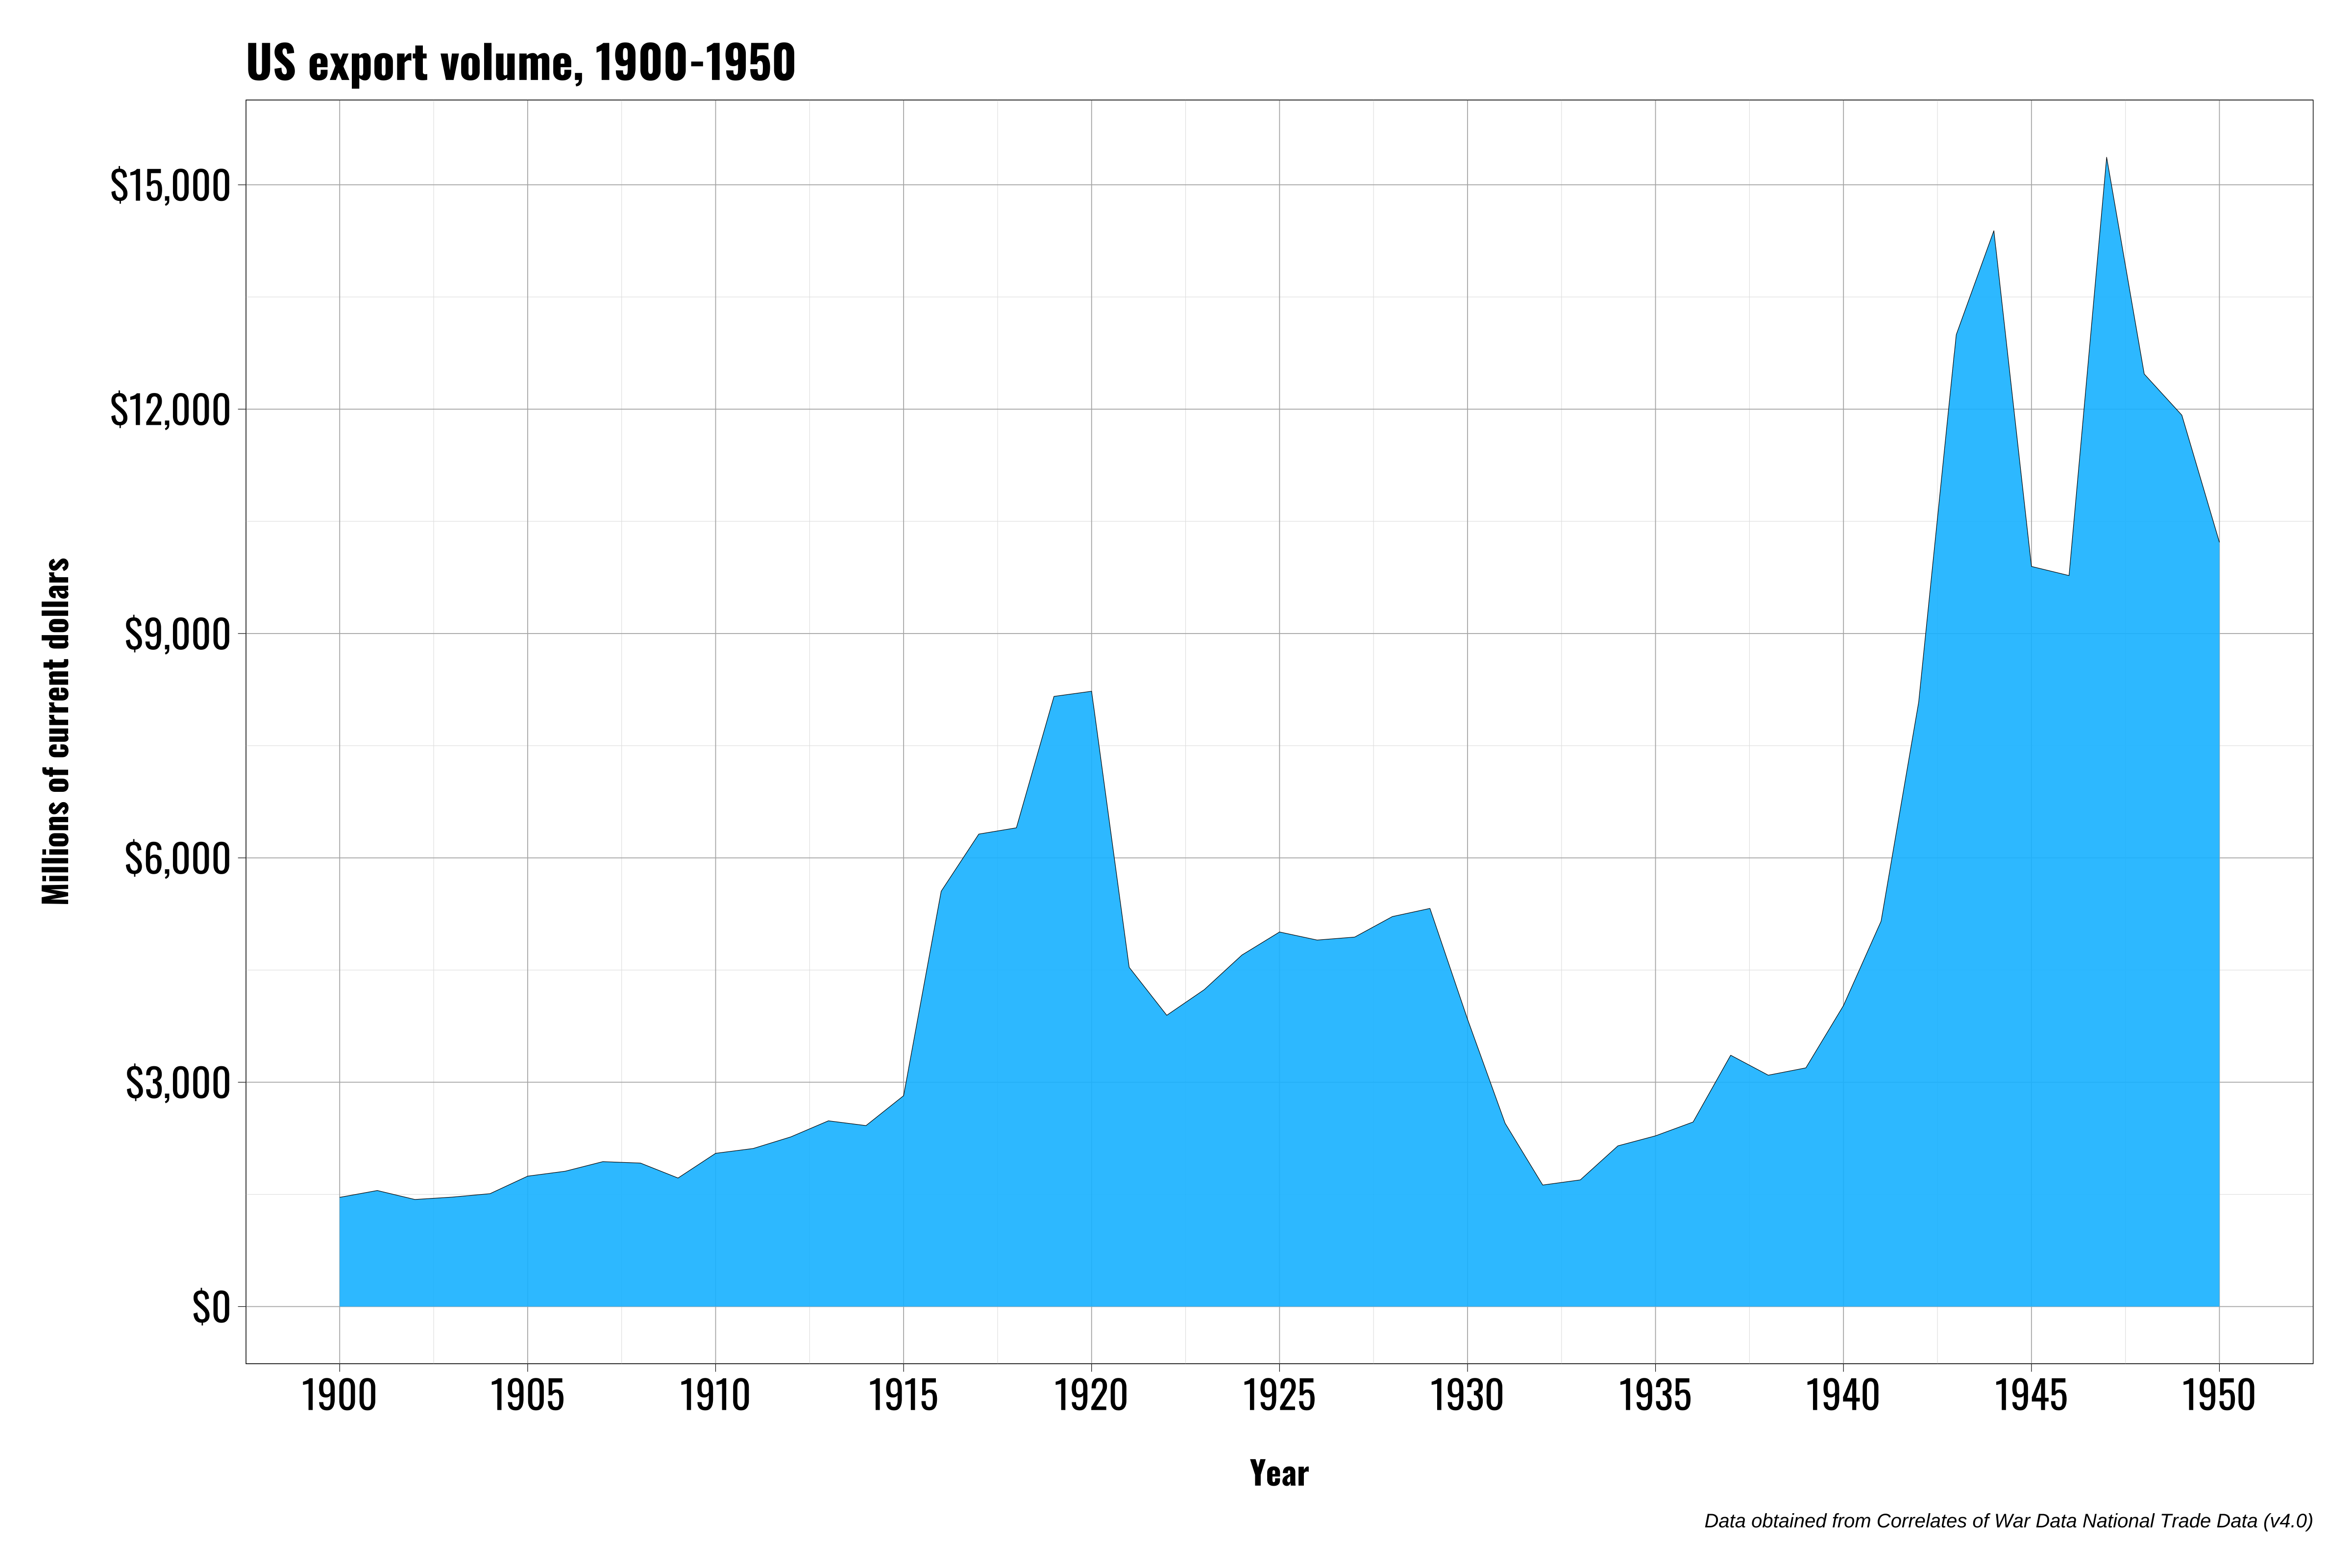 US export volume, 1900-1950
$15,000
$12,000
$9,000
$6,000
$3,000
$0
Millions of current dollars
1900 1905 1910 1915 1920 1925 1930 1935 1940 1945 1950
Year
Data obtained from Correlates of War Data National Trade Data (v4.0)